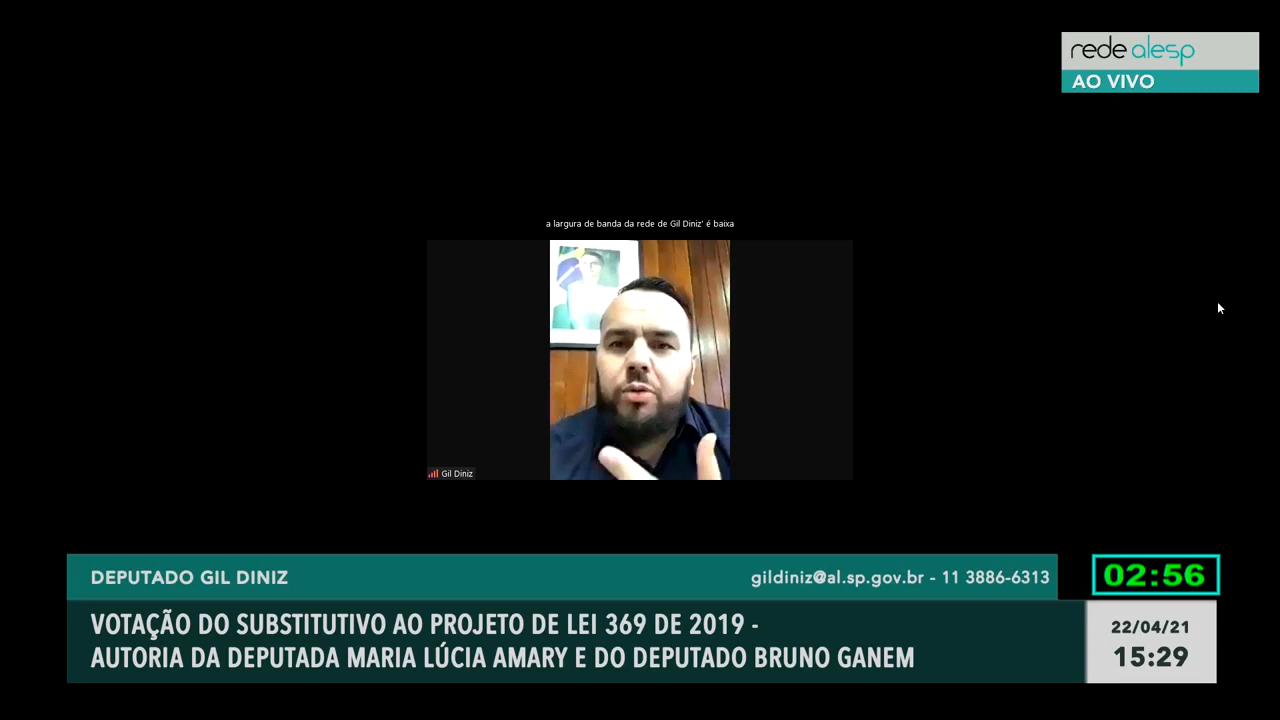 rede alesp
AO VIVO
a largura de banda da rede de Gil Diniz' é baixa
Gil Diniz
DEPUTADO GIL DINIZ
gildiniz@al.sp.gov.br - 11 3886-6313
02:56
VOTAÇÃO DO SUBSTITUTIVO AO PROJETO DE LEI 369 DE 2019 -
AUTORIA DA DEPUTADA MARIA LÚCIA AMARY E DO DEPUTADO BRUNO GANEM
22/04/21
15:29